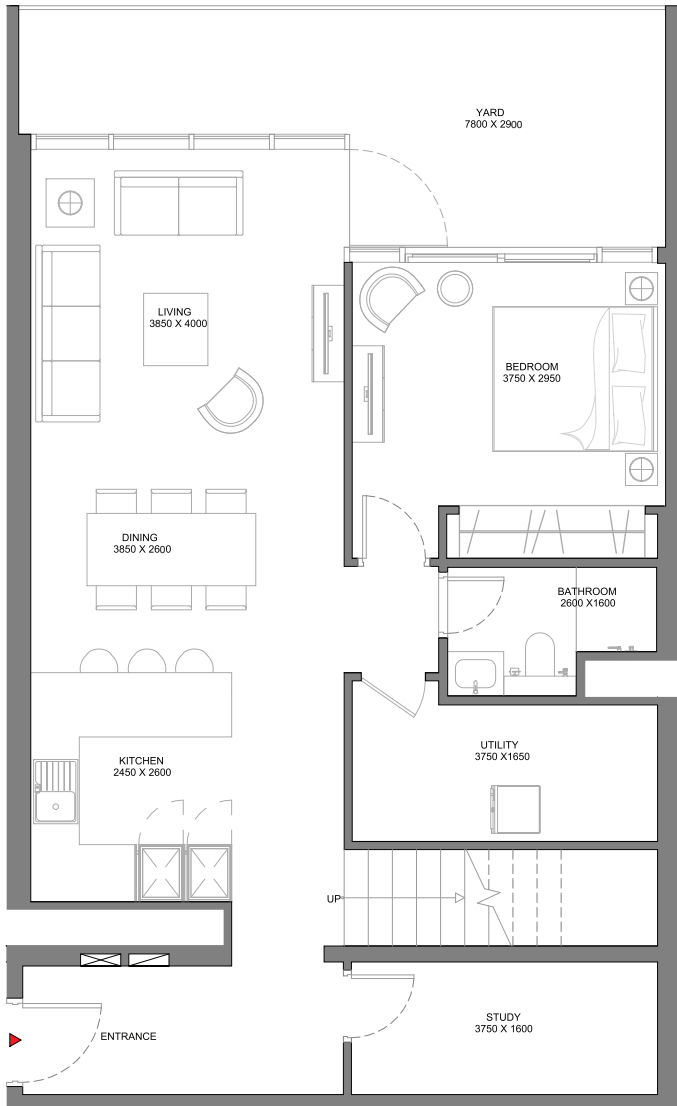 YARD
7800 X 2900
LIVING
3850 X 4000
BEDROOM
3750 X 2950
DINING
3850 X 2600
BATHROOM
2600 X1600
KITCHEN
2450 X 2600
UTILITY
3750 X1650
UP
ENTRANCE
STUDY
3750 X 1600